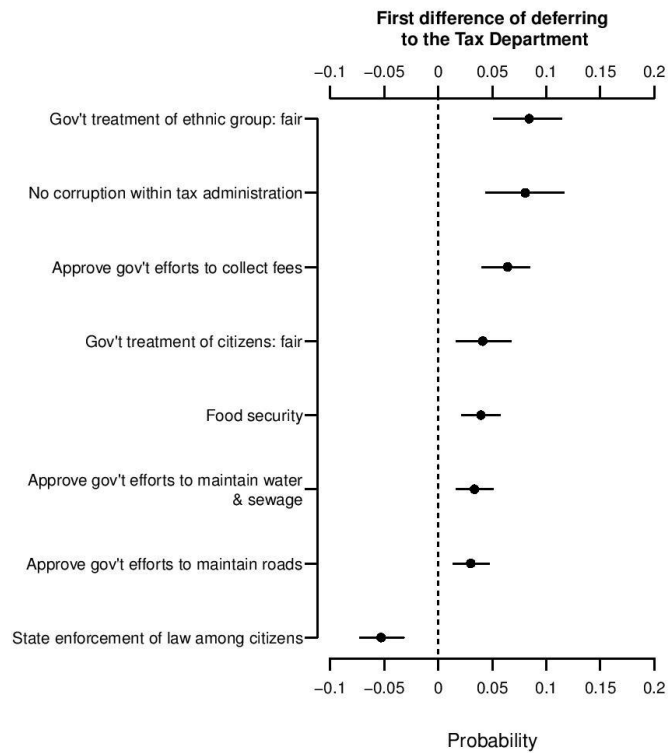 First difference of deferring
to the Tax Department
−0.1 −0.05 0 0.05 0.1 0.15 0.2
Gov't treatment of ethnic group: fair
No corruption within tax administration
Approve gov't efforts to collect fees
Gov't treatment of citizens: fair
Food security
Approve gov't efforts to maintain water
& sewage
Approve gov't efforts to maintain roads
State enforcement of law among citizens
−0.1 −0.05 0 0.05 0.1 0.15 0.2
Probability